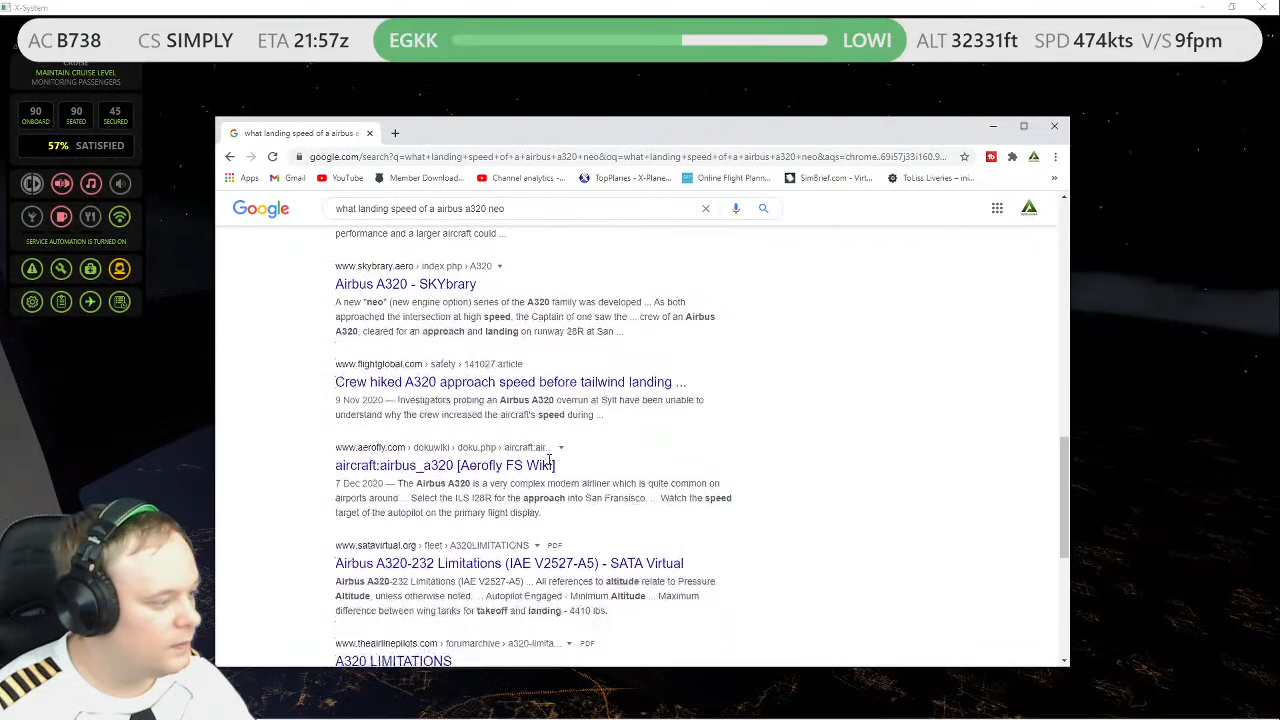 X-System
AC B738 CS SIMPLY ETA 21:57z EGKK LOWI ALT 32331ft SPD 474kts V/S 9fpm
CRUISE
MAINTAIN CRUISE LEVEL
MONITORING PASSENGERS
90 90 45
ONBOARD SEATED SECURED
57% SATISFIED
SERVICE AUTOMATION IS TURNED ON
what landing speed of a airbus a
google.com/search?q=what+landing+speed+of+a+airbus+a320+neo&oq=what+landing+speed+of+a+airbus+a320+neo&aqs=chrome..69i57j33i160.9...
Apps Gmail YouTube Member Download... Channel analytics -... TopPlanes - X-Plane... Online Flight Plann... SimBrief.com - Virt... ToLiss Liveries – ini... »
Google what landing speed of a airbus a320 neo
performance and a larger aircraft could ...
www.skybrary.aero › index.php › A320
Airbus A320 - SKYbrary
A new "neo" (new engine option) series of the A320 family was developed ... As both
approached the intersection at high speed, the Captain of one saw the ... crew of an Airbus
A320, cleared for an approach and landing on runway 28R at San ...
www.flightglobal.com › safety › 141027.article
Crew hiked A320 approach speed before tailwind landing ...
9 Nov 2020 — Investigators probing an Airbus A320 overrun at Sylt have been unable to
understand why the crew increased the aircraft's speed during ...
www.aerofly.com › dokuwiki › doku.php › aircraft:air...
aircraft:airbus_a320 [Aerofly FS Wiki]
7 Dec 2020 — The Airbus A320 is a very complex modern airliner which is quite common on
airports around ... Select the ILS I28R for the approach into San Fransisco. ... Watch the speed
target of the autopilot on the primary flight display.
www.satavirtual.org › fleet › A320LIMITATIONS PDF
Airbus A320-232 Limitations (IAE V2527-A5) - SATA Virtual
Airbus A320-232 Limitations (IAE V2527-A5) ... All references to altitude relate to Pressure
Altitude, unless otherwise noted. ... Autopilot Engaged - Minimum Altitude ... Maximum
difference between wing tanks for takeoff and landing - 4410 lbs.
www.theairlinepilots.com › forumarchive › a320-limita... PDF
A320 LIMITATIONS